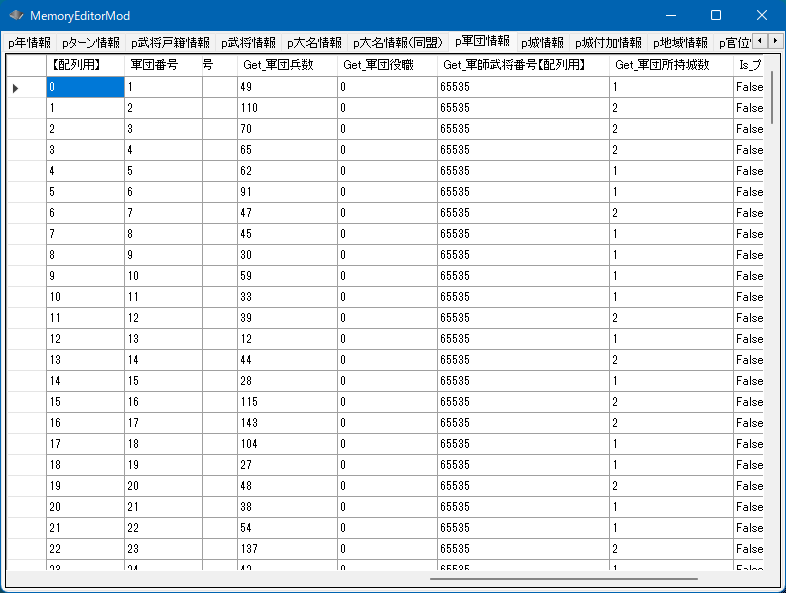 MemoryEditorMod
p年情報 pターン情報 p武将戸籍情報 p武将情報 p大名情報 p大名情報(同盟) p軍団情報 p城情報 p城付加情報 p地域情報 p官位
【配列用】 軍団番号 号 Get_軍団兵数 Get_軍団役職 Get_軍師武将番号【配列用】 Get_軍団所持城数 Is_プ
0 1 49 0 65535 1 False
1 2 110 0 65535 2 False
2 3 70 0 65535 2 False
3 4 65 0 65535 2 False
4 5 62 0 65535 1 False
5 6 91 0 65535 1 False
6 7 47 0 65535 2 False
7 8 45 0 65535 1 False
8 9 30 0 65535 1 False
9 10 59 0 65535 1 False
10 11 33 0 65535 1 False
11 12 39 0 65535 2 False
12 13 12 0 65535 1 False
13 14 44 0 65535 2 False
14 15 28 0 65535 1 False
15 16 115 0 65535 2 False
16 17 143 0 65535 2 False
17 18 104 0 65535 1 False
18 19 27 0 65535 1 False
19 20 48 0 65535 2 False
20 21 38 0 65535 1 False
21 22 54 0 65535 1 False
22 23 137 0 65535 2 False
23 24 42 0 65535 1 False